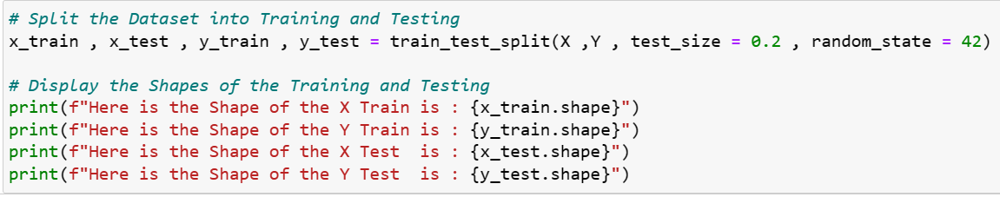 # Split the Dataset into Training and Testing
x_train , x_test , y_train , y_test = train_test_split(X ,Y , test_size = 0.2 , random_state = 42)
# Display the Shapes of the Training and Testing
print(f"Here is the Shape of the X Train is : {x_train.shape}")
print(f"Here is the Shape of the Y Train is : {y_train.shape}")
print(f"Here is the Shape of the X Test  is : {x_test.shape}")
print(f"Here is the Shape of the Y Test  is : {y_test.shape}")